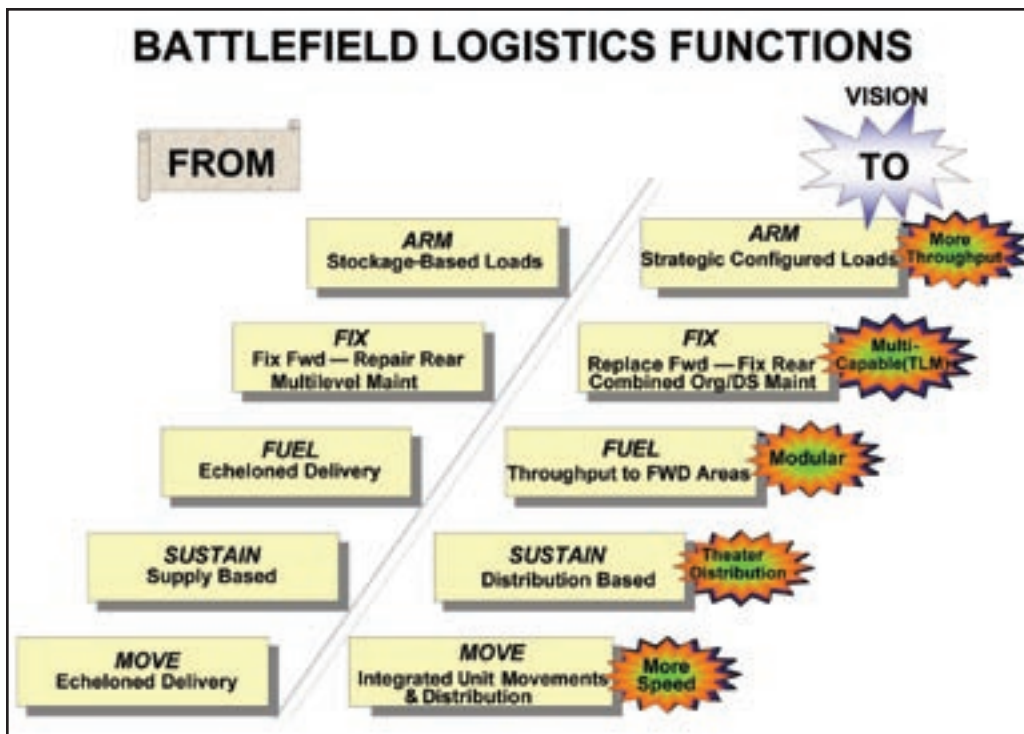 BATTLEFIELD LOGISTICS FUNCTIONS
VISION
FROM
TO
ARM
Stockage-Based Loads
ARM
Strategic Configured Loads
More
Throughput
FIX
Fix Fwd — Repair Rear
Multilevel Maint
FIX
Replace Fwd — Fix Rear
Combined Org/DS Maint
Multi-
Capable(TLM)
FUEL
Echeloned Delivery
FUEL
Throughput to FWD Areas
Modular
SUSTAIN
Supply Based
SUSTAIN
Distribution Based
Theater
Distribution
MOVE
Echeloned Delivery
MOVE
Integrated Unit Movements
& Distribution
More
Speed